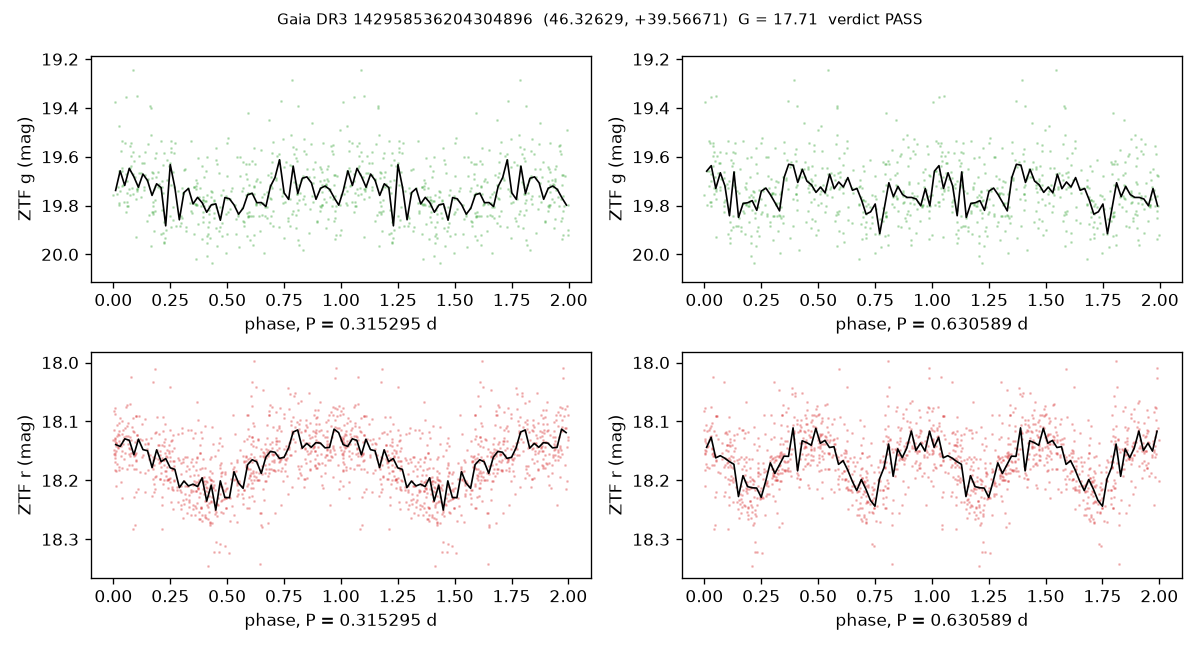 Gaia DR3 142958536204304896  (46.32629, +39.56671)  G = 17.71  verdict PASS
19.2
19.4
19.6
19.8
20.0
ZTF g (mag)
0.00 0.25 0.50 0.75 1.00 1.25 1.50 1.75 2.00
phase, P = 0.315295 d
19.2
19.4
19.6
19.8
20.0
ZTF g (mag)
0.00 0.25 0.50 0.75 1.00 1.25 1.50 1.75 2.00
phase, P = 0.630589 d
18.0
18.1
18.2
18.3
ZTF r (mag)
0.00 0.25 0.50 0.75 1.00 1.25 1.50 1.75 2.00
phase, P = 0.315295 d
18.0
18.1
18.2
18.3
ZTF r (mag)
0.00 0.25 0.50 0.75 1.00 1.25 1.50 1.75 2.00
phase, P = 0.630589 d